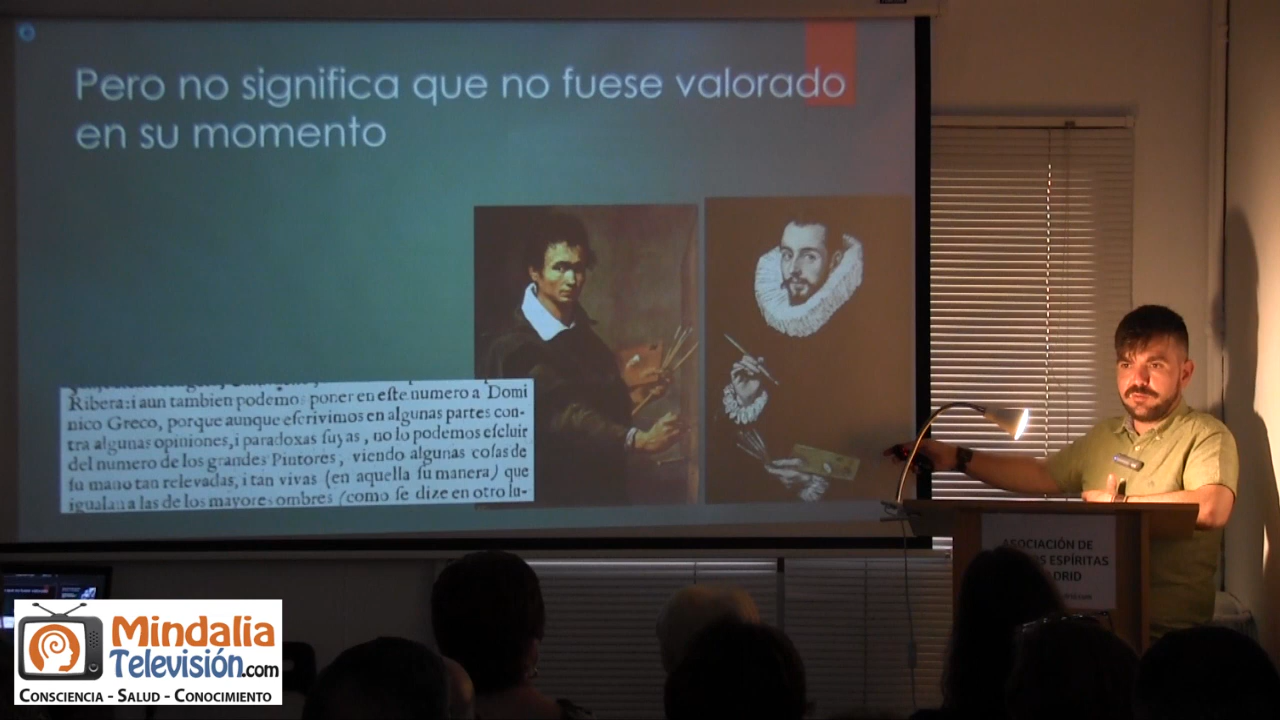 Pero no significa que no fuese valorado
en su momento
Ribera: i aun tambien podemos poner en eſte numero a Domi
nico Greco, porque aunque eſcrivimos en algunas partes con-
tra algunas opiniones, i paradoxas ſuyas, no lo podemos eſcluir
del numero de los grandes Pintores, viendo algunas coſas de
ſu mano tan relevadas, i tan vivas (en aquella ſu manera) que
igualan a las de los mayores ombres (como ſe dize en otro lu-
ASOCIACIÓN DE
ESPÍRITAS
Mindalia
Televisión.com
CONSCIENCIA - SALUD - CONOCIMIENTO